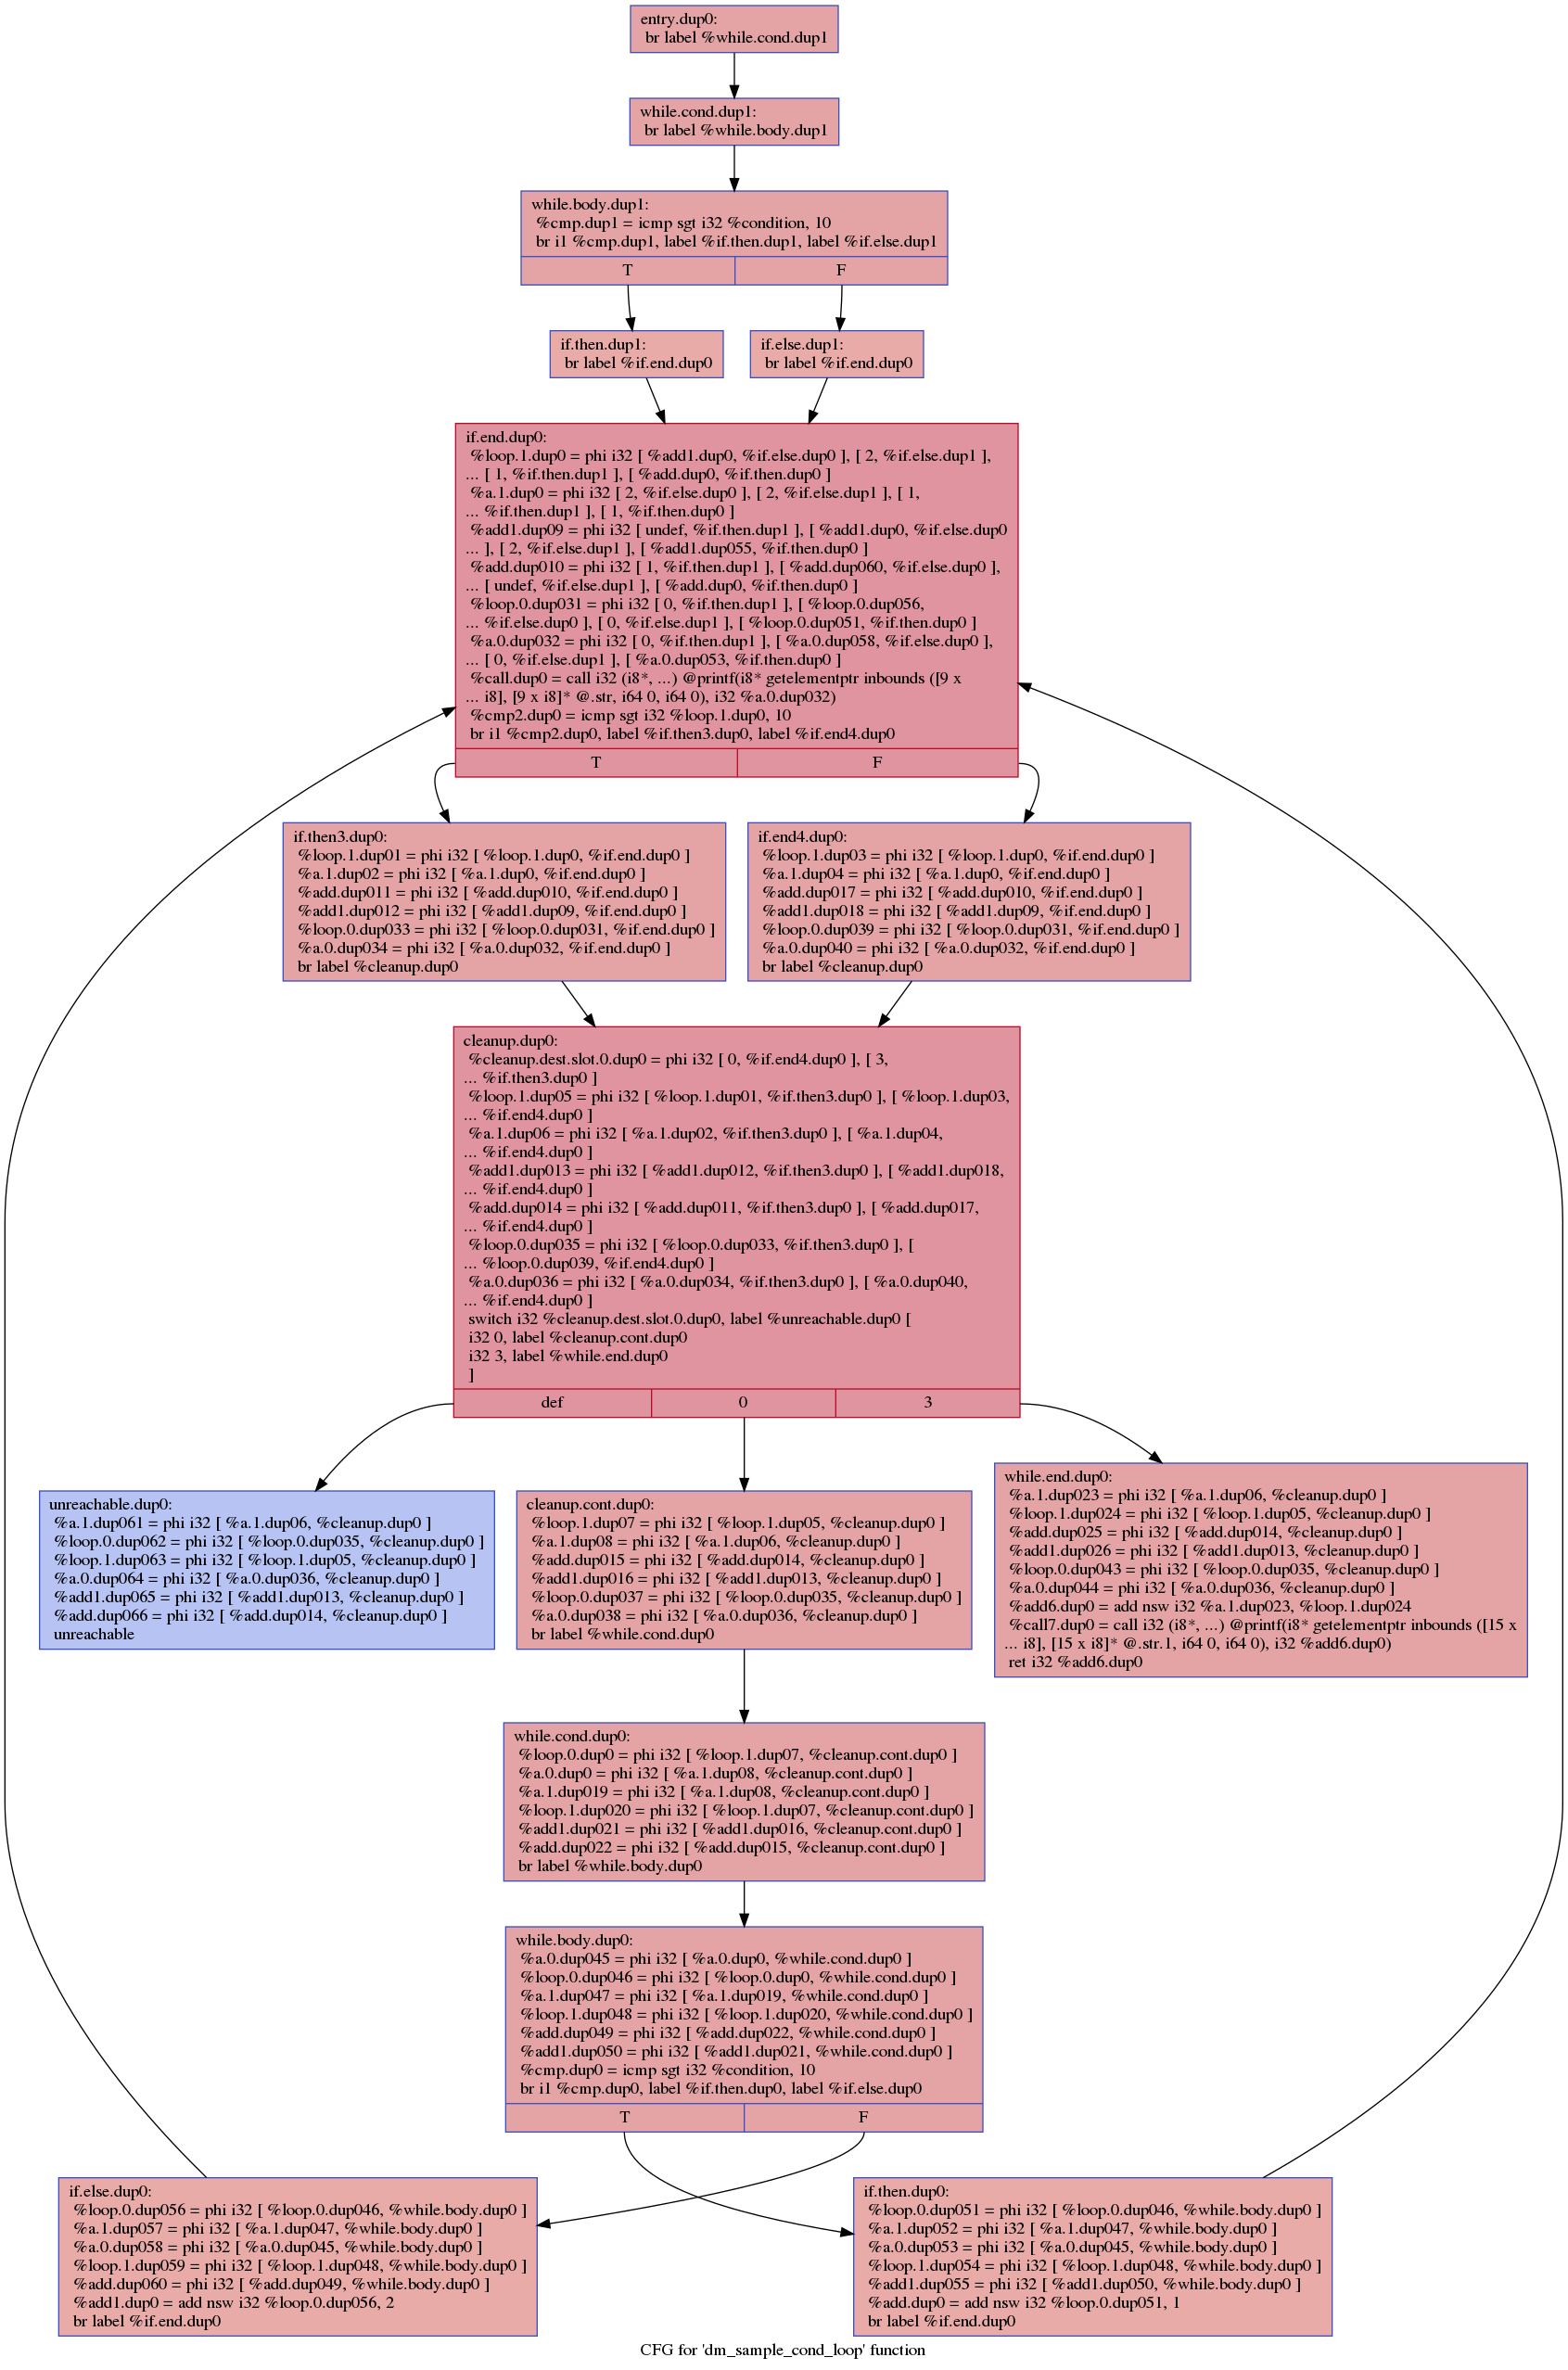 entry.dup0:
br label %while.cond.dup1
while.cond.dup1:
br label %while.body.dup1
while.body.dup1:
%cmp.dup1 = icmp sgt i32 %condition, 10
br i1 %cmp.dup1, label %if.then.dup1, label %if.else.dup1
T
F
if.then.dup1:
br label %if.end.dup0
if.else.dup1:
br label %if.end.dup0
if.end.dup0:
%loop.1.dup0 = phi i32 [ %add1.dup0, %if.else.dup0 ], [ 2, %if.else.dup1 ],
... [ 1, %if.then.dup1 ], [ %add.dup0, %if.then.dup0 ]
%a.1.dup0 = phi i32 [ 2, %if.else.dup0 ], [ 2, %if.else.dup1 ], [ 1,
... %if.then.dup1 ], [ 1, %if.then.dup0 ]
%add1.dup09 = phi i32 [ undef, %if.then.dup1 ], [ %add1.dup0, %if.else.dup0
... ], [ 2, %if.else.dup1 ], [ %add1.dup055, %if.then.dup0 ]
%add.dup010 = phi i32 [ 1, %if.then.dup1 ], [ %add.dup060, %if.else.dup0 ],
... [ undef, %if.else.dup1 ], [ %add.dup0, %if.then.dup0 ]
%loop.0.dup031 = phi i32 [ 0, %if.then.dup1 ], [ %loop.0.dup056,
... %if.else.dup0 ], [ 0, %if.else.dup1 ], [ %loop.0.dup051, %if.then.dup0 ]
%a.0.dup032 = phi i32 [ 0, %if.then.dup1 ], [ %a.0.dup058, %if.else.dup0 ],
... [ 0, %if.else.dup1 ], [ %a.0.dup053, %if.then.dup0 ]
%call.dup0 = call i32 (i8*, ...) @printf(i8* getelementptr inbounds ([9 x
... i8], [9 x i8]* @.str, i64 0, i64 0), i32 %a.0.dup032)
%cmp2.dup0 = icmp sgt i32 %loop.1.dup0, 10
br i1 %cmp2.dup0, label %if.then3.dup0, label %if.end4.dup0
T
F
if.then3.dup0:
%loop.1.dup01 = phi i32 [ %loop.1.dup0, %if.end.dup0 ]
%a.1.dup02 = phi i32 [ %a.1.dup0, %if.end.dup0 ]
%add.dup011 = phi i32 [ %add.dup010, %if.end.dup0 ]
%add1.dup012 = phi i32 [ %add1.dup09, %if.end.dup0 ]
%loop.0.dup033 = phi i32 [ %loop.0.dup031, %if.end.dup0 ]
%a.0.dup034 = phi i32 [ %a.0.dup032, %if.end.dup0 ]
br label %cleanup.dup0
if.end4.dup0:
%loop.1.dup03 = phi i32 [ %loop.1.dup0, %if.end.dup0 ]
%a.1.dup04 = phi i32 [ %a.1.dup0, %if.end.dup0 ]
%add.dup017 = phi i32 [ %add.dup010, %if.end.dup0 ]
%add1.dup018 = phi i32 [ %add1.dup09, %if.end.dup0 ]
%loop.0.dup039 = phi i32 [ %loop.0.dup031, %if.end.dup0 ]
%a.0.dup040 = phi i32 [ %a.0.dup032, %if.end.dup0 ]
br label %cleanup.dup0
cleanup.dup0:
%cleanup.dest.slot.0.dup0 = phi i32 [ 0, %if.end4.dup0 ], [ 3,
... %if.then3.dup0 ]
%loop.1.dup05 = phi i32 [ %loop.1.dup01, %if.then3.dup0 ], [ %loop.1.dup03,
... %if.end4.dup0 ]
%a.1.dup06 = phi i32 [ %a.1.dup02, %if.then3.dup0 ], [ %a.1.dup04,
... %if.end4.dup0 ]
%add1.dup013 = phi i32 [ %add1.dup012, %if.then3.dup0 ], [ %add1.dup018,
... %if.end4.dup0 ]
%add.dup014 = phi i32 [ %add.dup011, %if.then3.dup0 ], [ %add.dup017,
... %if.end4.dup0 ]
%loop.0.dup035 = phi i32 [ %loop.0.dup033, %if.then3.dup0 ], [
... %loop.0.dup039, %if.end4.dup0 ]
%a.0.dup036 = phi i32 [ %a.0.dup034, %if.then3.dup0 ], [ %a.0.dup040,
... %if.end4.dup0 ]
switch i32 %cleanup.dest.slot.0.dup0, label %unreachable.dup0 [
i32 0, label %cleanup.cont.dup0
i32 3, label %while.end.dup0
]
def
0
3
unreachable.dup0:
%a.1.dup061 = phi i32 [ %a.1.dup06, %cleanup.dup0 ]
%loop.0.dup062 = phi i32 [ %loop.0.dup035, %cleanup.dup0 ]
%loop.1.dup063 = phi i32 [ %loop.1.dup05, %cleanup.dup0 ]
%a.0.dup064 = phi i32 [ %a.0.dup036, %cleanup.dup0 ]
%add1.dup065 = phi i32 [ %add1.dup013, %cleanup.dup0 ]
%add.dup066 = phi i32 [ %add.dup014, %cleanup.dup0 ]
unreachable
cleanup.cont.dup0:
%loop.1.dup07 = phi i32 [ %loop.1.dup05, %cleanup.dup0 ]
%a.1.dup08 = phi i32 [ %a.1.dup06, %cleanup.dup0 ]
%add.dup015 = phi i32 [ %add.dup014, %cleanup.dup0 ]
%add1.dup016 = phi i32 [ %add1.dup013, %cleanup.dup0 ]
%loop.0.dup037 = phi i32 [ %loop.0.dup035, %cleanup.dup0 ]
%a.0.dup038 = phi i32 [ %a.0.dup036, %cleanup.dup0 ]
br label %while.cond.dup0
while.end.dup0:
%a.1.dup023 = phi i32 [ %a.1.dup06, %cleanup.dup0 ]
%loop.1.dup024 = phi i32 [ %loop.1.dup05, %cleanup.dup0 ]
%add.dup025 = phi i32 [ %add.dup014, %cleanup.dup0 ]
%add1.dup026 = phi i32 [ %add1.dup013, %cleanup.dup0 ]
%loop.0.dup043 = phi i32 [ %loop.0.dup035, %cleanup.dup0 ]
%a.0.dup044 = phi i32 [ %a.0.dup036, %cleanup.dup0 ]
%add6.dup0 = add nsw i32 %a.1.dup023, %loop.1.dup024
%call7.dup0 = call i32 (i8*, ...) @printf(i8* getelementptr inbounds ([15 x
... i8], [15 x i8]* @.str.1, i64 0, i64 0), i32 %add6.dup0)
ret i32 %add6.dup0
while.cond.dup0:
%loop.0.dup0 = phi i32 [ %loop.1.dup07, %cleanup.cont.dup0 ]
%a.0.dup0 = phi i32 [ %a.1.dup08, %cleanup.cont.dup0 ]
%a.1.dup019 = phi i32 [ %a.1.dup08, %cleanup.cont.dup0 ]
%loop.1.dup020 = phi i32 [ %loop.1.dup07, %cleanup.cont.dup0 ]
%add1.dup021 = phi i32 [ %add1.dup016, %cleanup.cont.dup0 ]
%add.dup022 = phi i32 [ %add.dup015, %cleanup.cont.dup0 ]
br label %while.body.dup0
while.body.dup0:
%a.0.dup045 = phi i32 [ %a.0.dup0, %while.cond.dup0 ]
%loop.0.dup046 = phi i32 [ %loop.0.dup0, %while.cond.dup0 ]
%a.1.dup047 = phi i32 [ %a.1.dup019, %while.cond.dup0 ]
%loop.1.dup048 = phi i32 [ %loop.1.dup020, %while.cond.dup0 ]
%add.dup049 = phi i32 [ %add.dup022, %while.cond.dup0 ]
%add1.dup050 = phi i32 [ %add1.dup021, %while.cond.dup0 ]
%cmp.dup0 = icmp sgt i32 %condition, 10
br i1 %cmp.dup0, label %if.then.dup0, label %if.else.dup0
T
F
if.else.dup0:
%loop.0.dup056 = phi i32 [ %loop.0.dup046, %while.body.dup0 ]
%a.1.dup057 = phi i32 [ %a.1.dup047, %while.body.dup0 ]
%a.0.dup058 = phi i32 [ %a.0.dup045, %while.body.dup0 ]
%loop.1.dup059 = phi i32 [ %loop.1.dup048, %while.body.dup0 ]
%add.dup060 = phi i32 [ %add.dup049, %while.body.dup0 ]
%add1.dup0 = add nsw i32 %loop.0.dup056, 2
br label %if.end.dup0
if.then.dup0:
%loop.0.dup051 = phi i32 [ %loop.0.dup046, %while.body.dup0 ]
%a.1.dup052 = phi i32 [ %a.1.dup047, %while.body.dup0 ]
%a.0.dup053 = phi i32 [ %a.0.dup045, %while.body.dup0 ]
%loop.1.dup054 = phi i32 [ %loop.1.dup048, %while.body.dup0 ]
%add1.dup055 = phi i32 [ %add1.dup050, %while.body.dup0 ]
%add.dup0 = add nsw i32 %loop.0.dup051, 1
br label %if.end.dup0
CFG for 'dm_sample_cond_loop' function